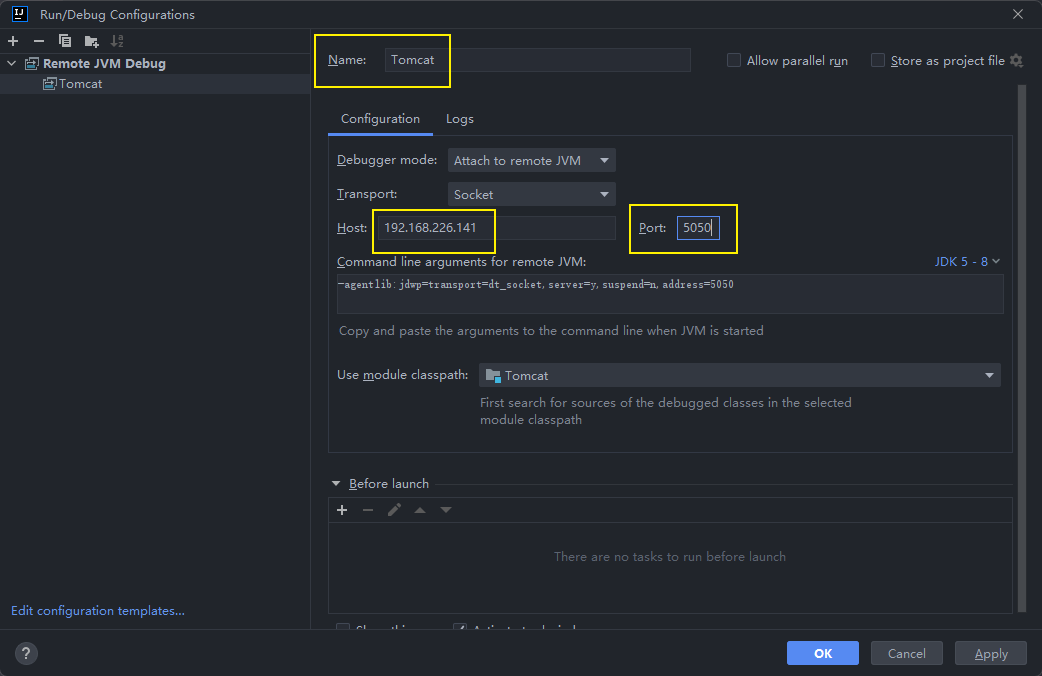 Run/Debug Configurations
Remote JVM Debug
Tomcat
Name: Tomcat
Allow parallel run
Store as project file
Configuration Logs
Debugger mode: Attach to remote JVM
Transport: Socket
Host: 192.168.226.141 Port: 5050
Command line arguments for remote JVM: JDK 5 - 8
-agentlib:jdwp=transport=dt_socket,server=y,suspend=n,address=5050
Copy and paste the arguments to the command line when JVM is started
Use module classpath: Tomcat
First search for sources of the debugged classes in the selected
module classpath
Before launch
There are no tasks to run before launch
Edit configuration templates...
? OK Cancel Apply